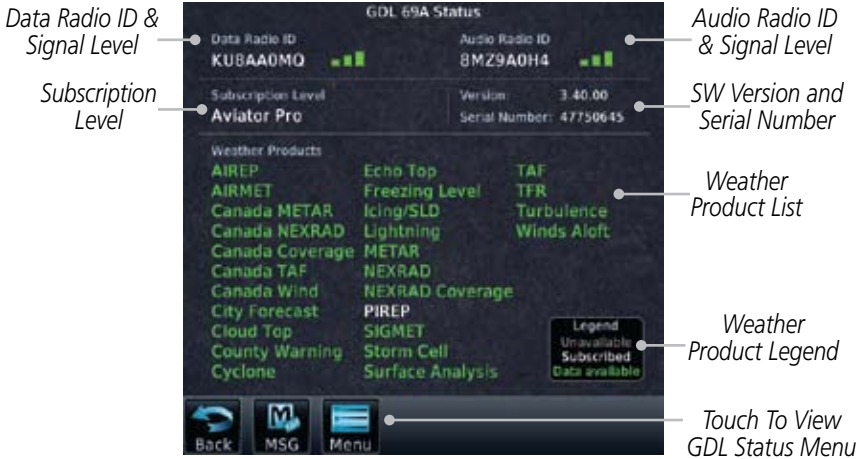 GDL 69A Status
Data Radio ID &
Signal Level
Data Radio ID
KU8AA0MQ
Audio Radio ID
8MZ9A0H4
Audio Radio ID
& Signal Level
Subscription
Level
Subscription Level
Aviator Pro
Version: 3.40.00
Serial Number: 47750645
SW Version and
Serial Number
Weather Products
AIREP
AIRMET
Canada METAR
Canada NEXRAD
Canada Coverage
Canada TAF
Canada Wind
City Forecast
Cloud Top
County Warning
Cyclone
Echo Top
Freezing Level
Icing/SLD
Lightning
METAR
NEXRAD
NEXRAD Coverage
PIREP
SIGMET
Storm Cell
Surface Analysis
TAF
TFR
Turbulence
Winds Aloft
Weather
Product List
Legend
Unavailable
Subscribed
Data available
Weather
Product Legend
Back
MSG
Menu
Touch To View
GDL Status Menu